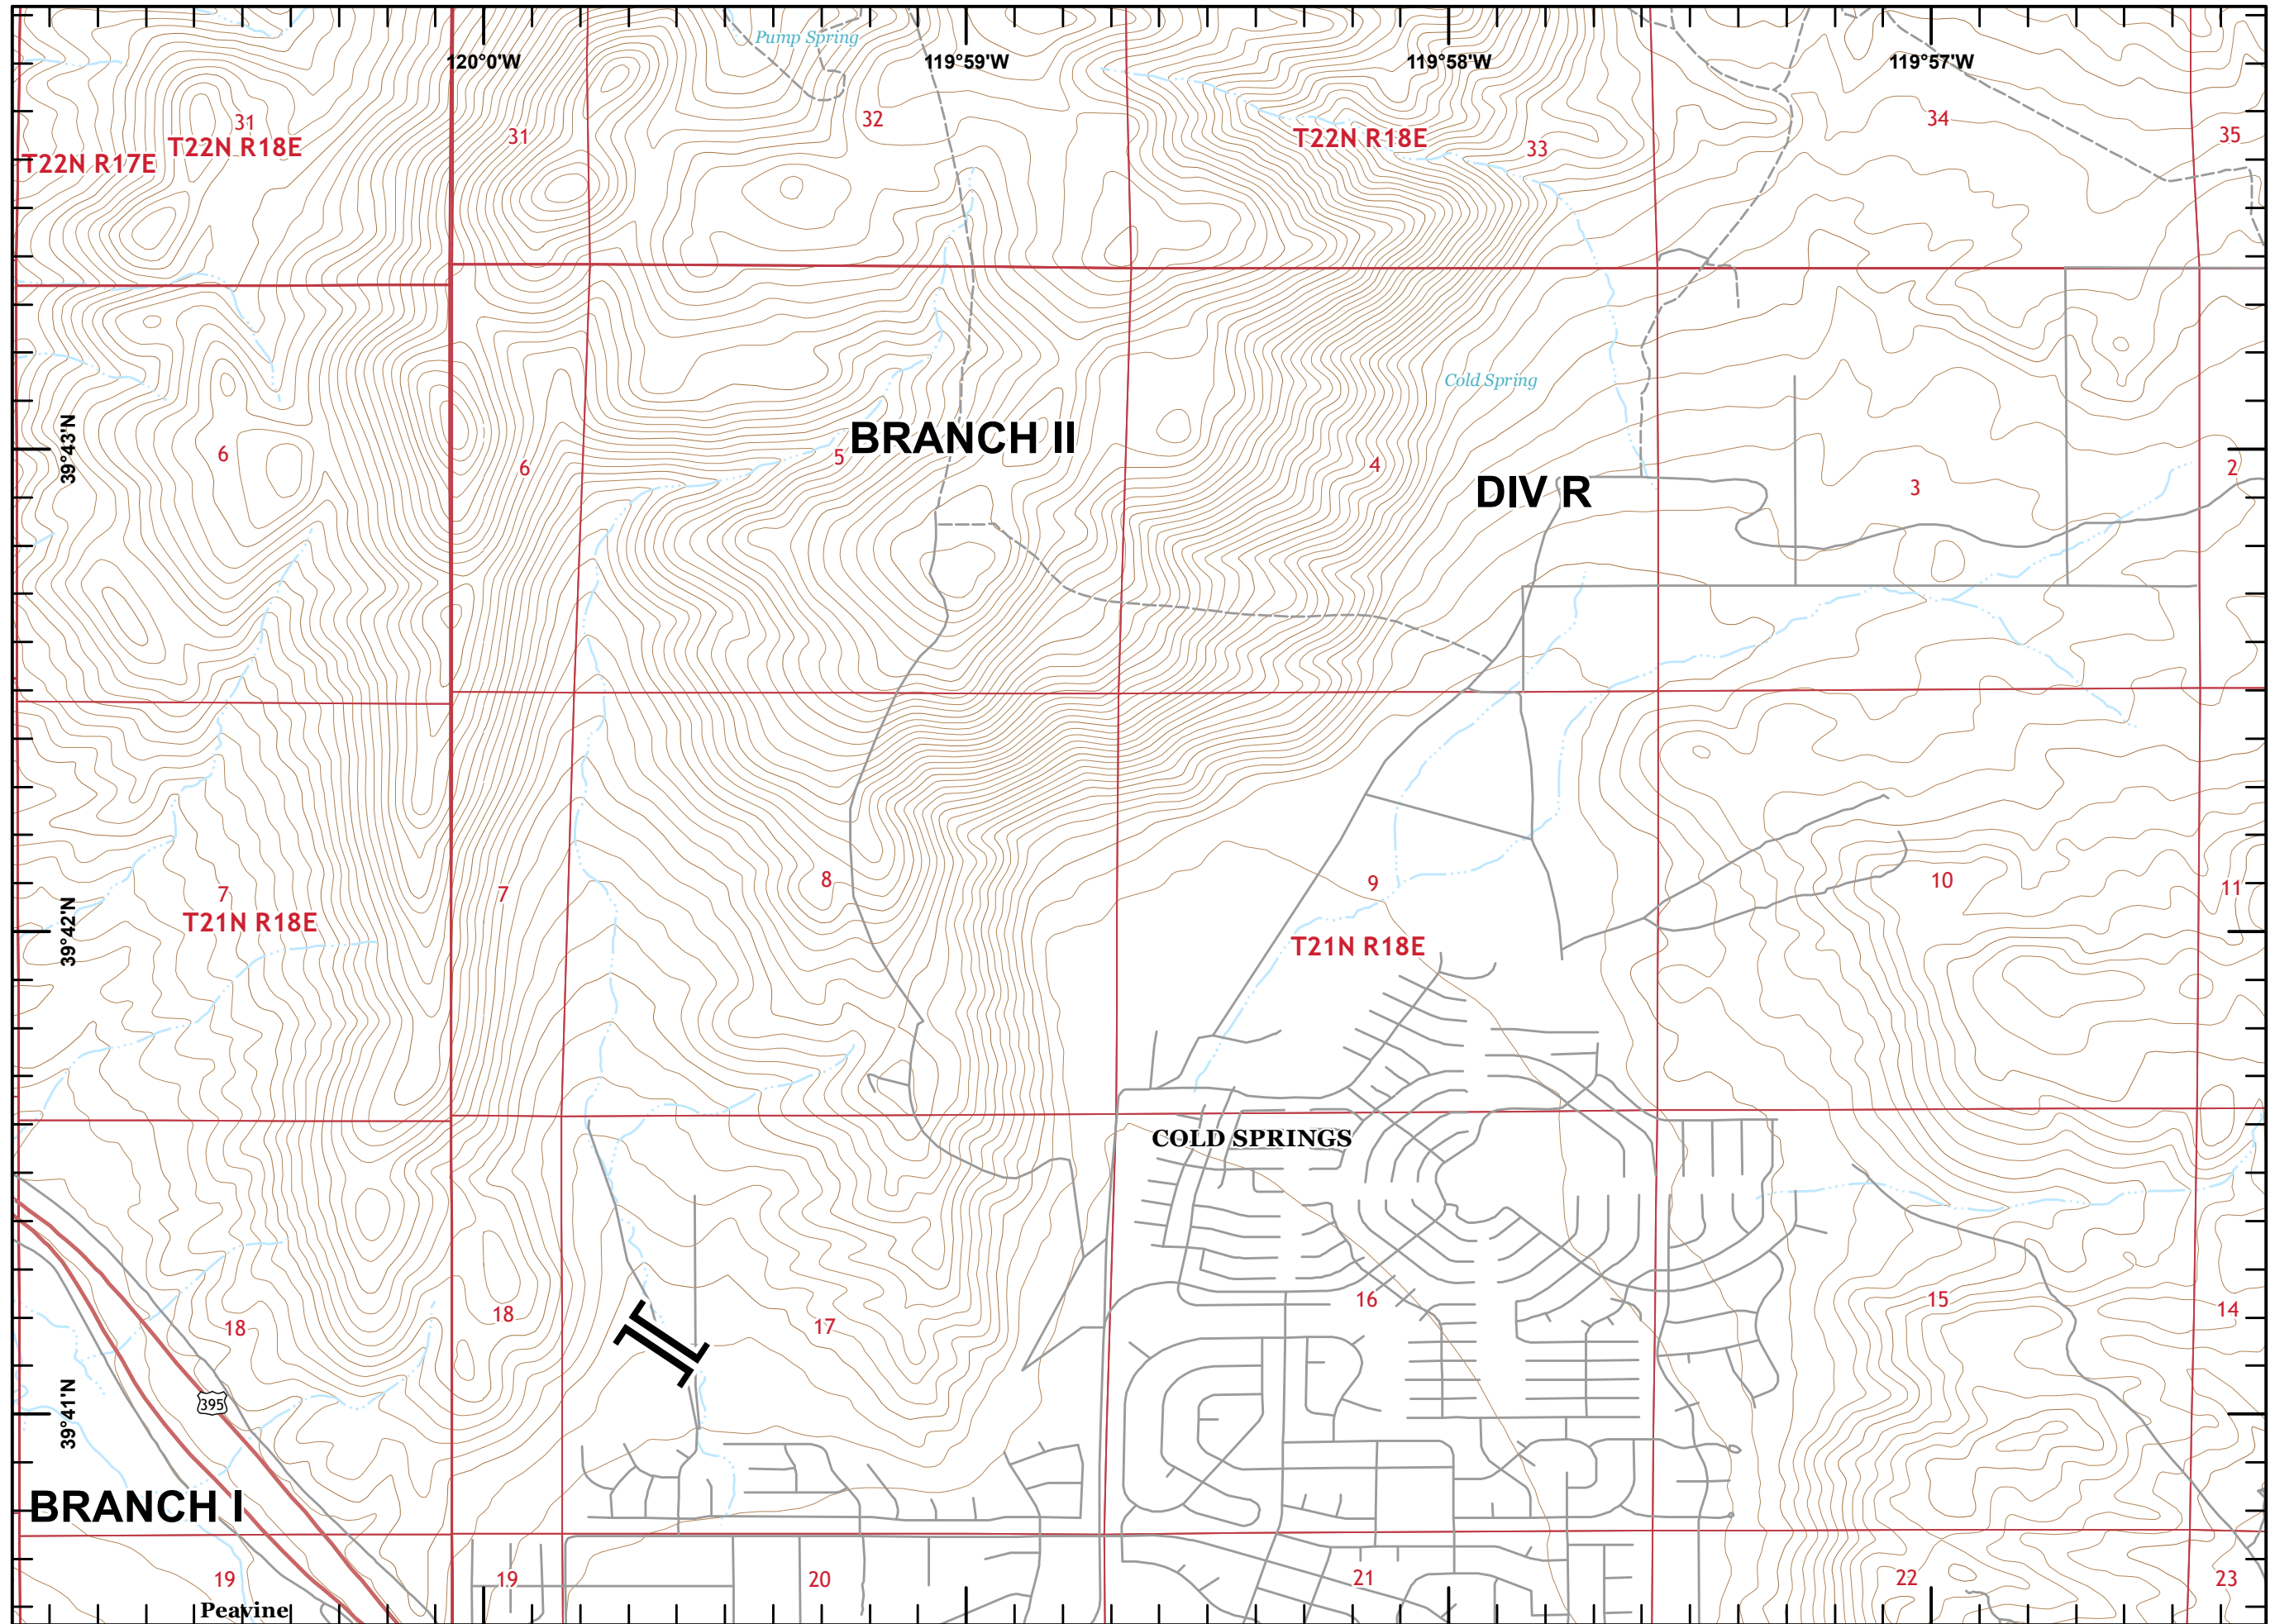 Pump Spring
120°0'W
119°59'W
119°58'W
119°57'W
31
T22N R18E
T22N R17E
31
32
T22N R18E
33
34
35
Cold Spring
39°43'N
6
6
5
BRANCH II
4
DIV R
3
2
7
T21N R18E
7
8
9
10
11
39°42'N
T21N R18E
COLD SPRINGS
18
18
17
16
15
14
395
39°41'N
BRANCH I
19
19
20
21
22
23
Peavine